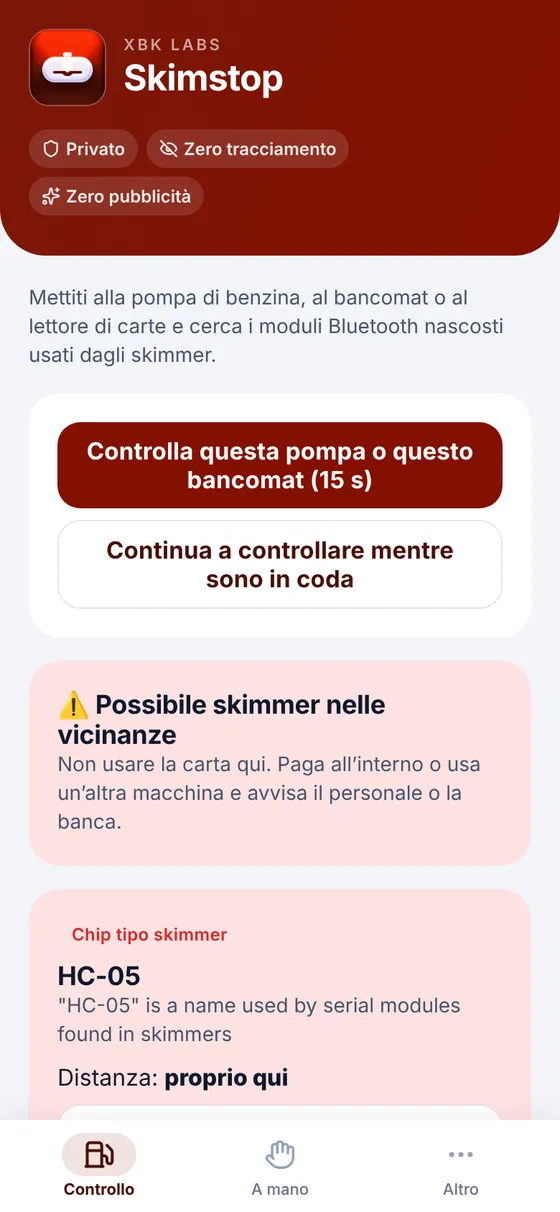 XBK LABS
Skimstop
Privato
Zero tracciamento
Zero pubblicità
Mettiti alla pompa di benzina, al bancomat o al
lettore di carte e cerca i moduli Bluetooth nascosti
usati dagli skimmer.
Controlla questa pompa o questo
bancomat (15 s)
Continua a controllare mentre
sono in coda
⚠️ Possibile skimmer nelle
vicinanze
Non usare la carta qui. Paga all’interno o usa
un’altra macchina e avvisa il personale o la
banca.
Chip tipo skimmer
HC-05
"HC-05" is a name used by serial modules
found in skimmers
Distanza: proprio qui
Controllo
A mano
Altro